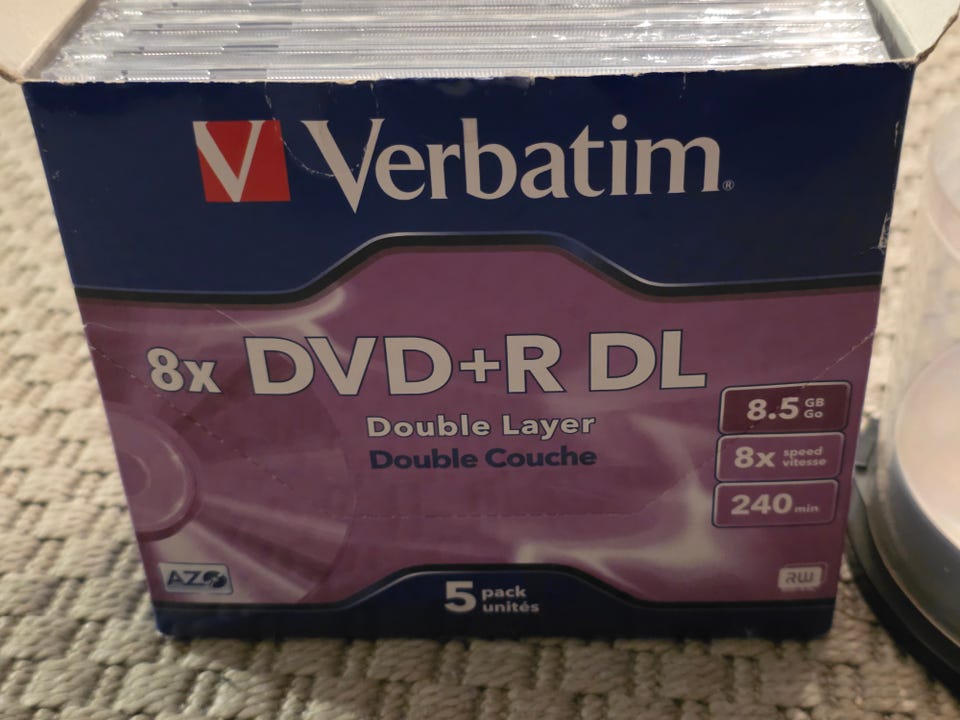 Verbatim®
8x DVD+R DL
Double Layer
Double Couche
8.5 GB Go
8x speed vitesse
240 min
AZO
RW
5 pack unités